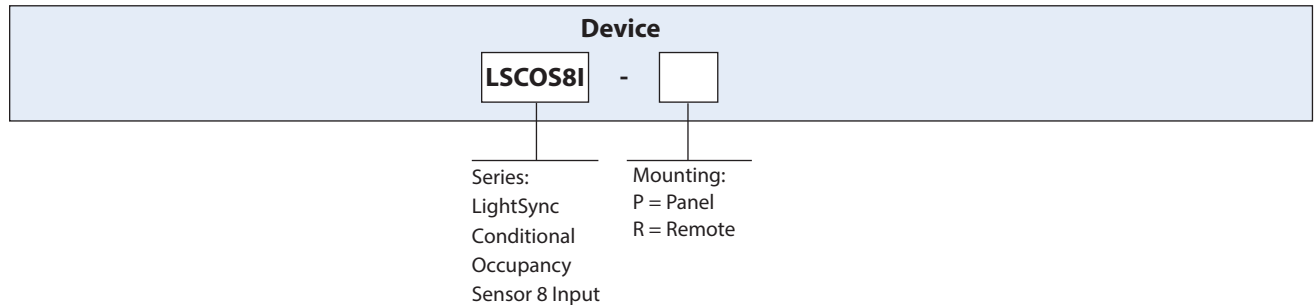 Device
LSCOS8I -
Series:
LightSync
Conditional
Occupancy
Sensor 8 Input
Mounting:
P = Panel
R = Remote